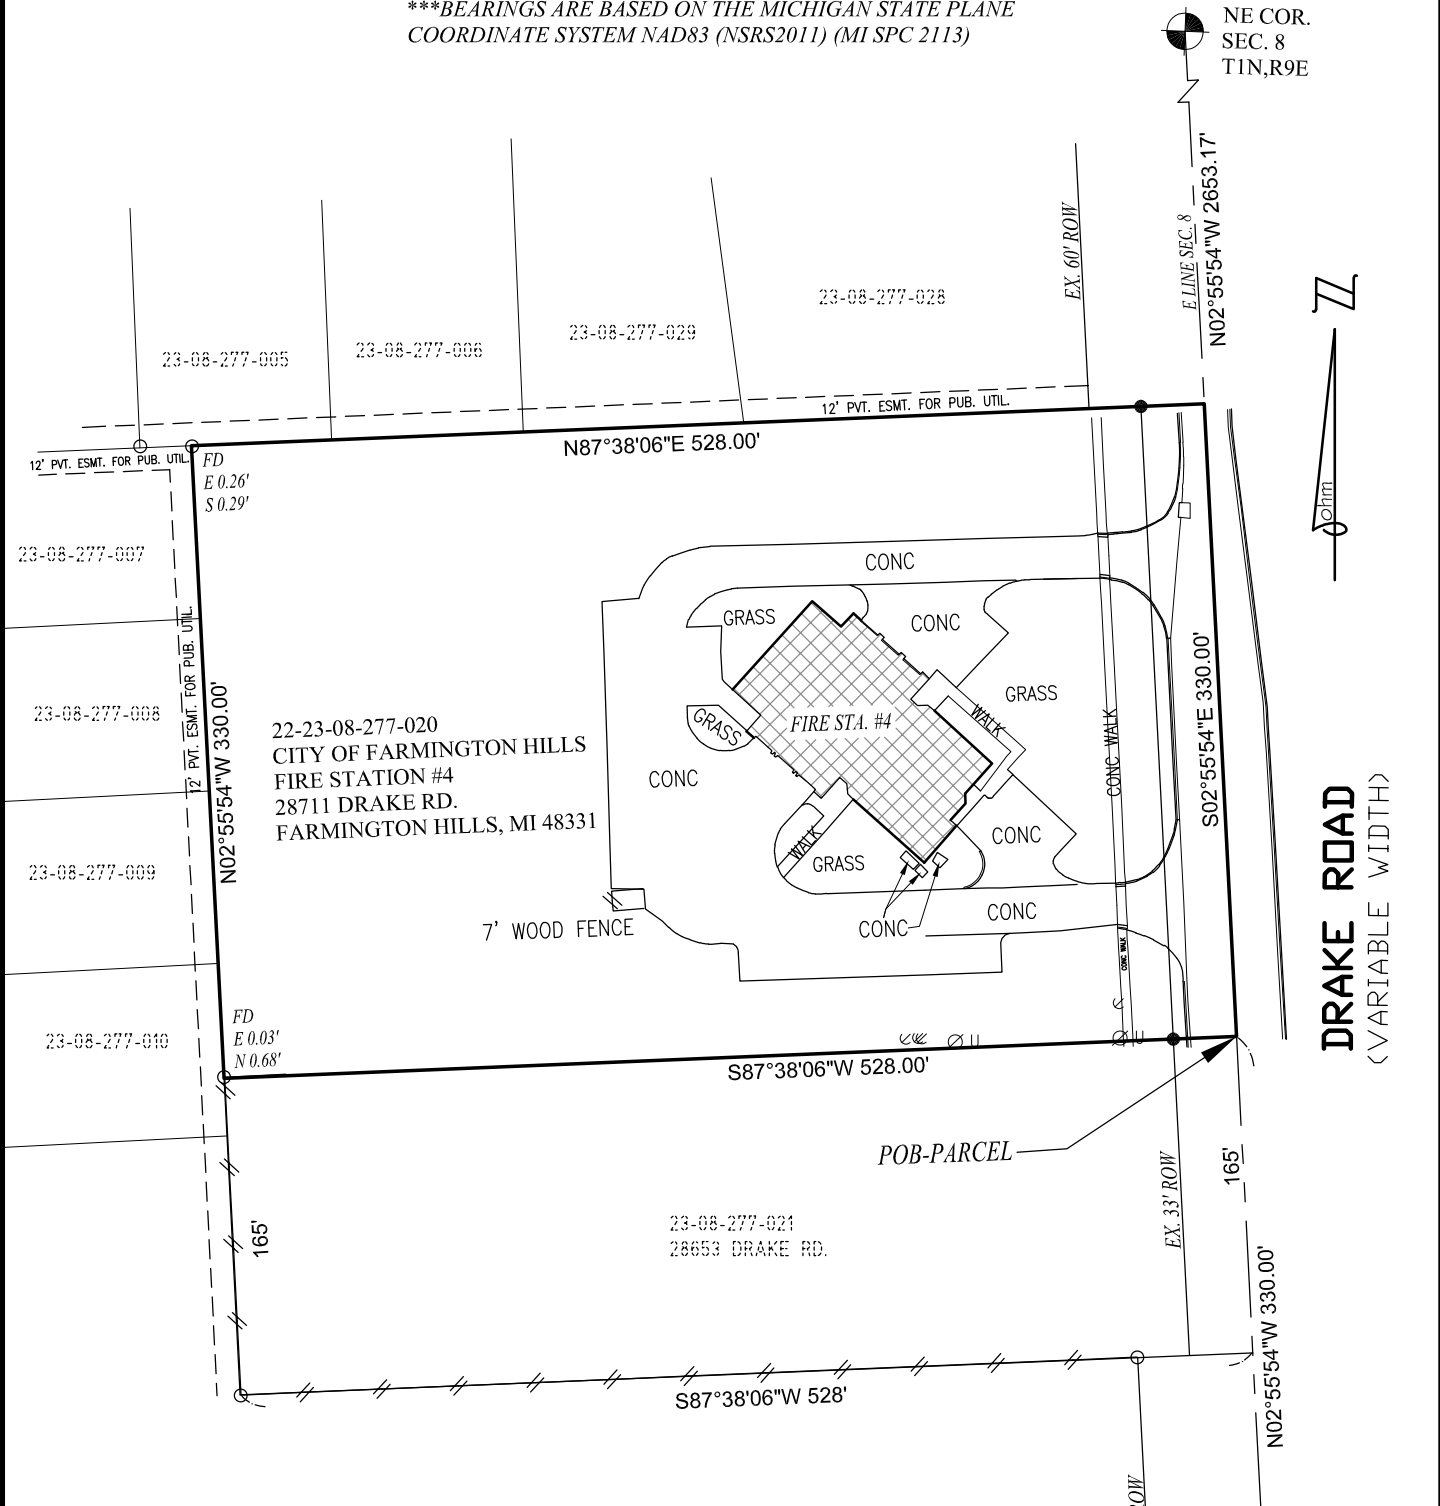 ***BEARINGS ARE BASED ON THE MICHIGAN STATE PLANE
COORDINATE SYSTEM NAD83 (NSRS2011) (MI SPC 2113)
NE COR.
SEC. 8
T1N,R9E
N02°55'54"W 2653.17'
E LINE SEC. 8
EX. 60' ROW
23-08-277-028
23-08-277-029
23-08-277-006
23-08-277-005
12' PVT. ESMT. FOR PUB. UTIL.
N87°38'06"E 528.00'
12' PVT. ESMT. FOR PUB. UTIL.
FD
E 0.26'
S 0.29'
ohm
23-08-277-007
CONC
GRASS
CONC
12' PVT. ESMT. FOR PUB. UTIL.
N02°55'54"W 330.00'
23-08-277-008
GRASS
GRASS
WALK
FIRE STA. #4
22-23-08-277-020
CITY OF FARMINGTON HILLS
FIRE STATION #4
28711 DRAKE RD.
FARMINGTON HILLS, MI 48331
CONC
CONC WALK
S02°55'54"E 330.00'
DRAKE ROAD
(VARIABLE WIDTH)
WALK
GRASS
CONC
23-08-277-009
CONC
CONC
7' WOOD FENCE
CONC WALK
FD
E 0.03'
N 0.68'
23-08-277-010
U
U
S87°38'06"W 528.00'
POB-PARCEL
165'
EX. 33' ROW
165'
23-08-277-021
28653 DRAKE RD.
N02°55'54"W 330.00'
S87°38'06"W 528'
ROW